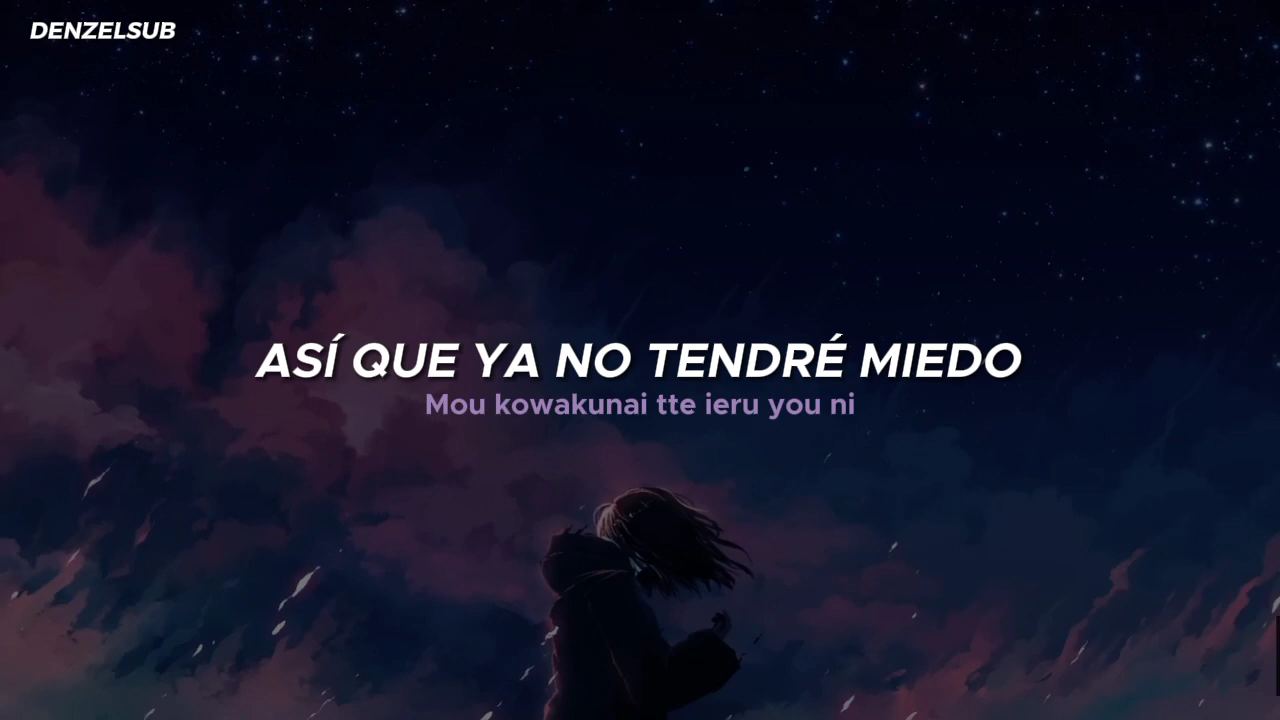 DENZELSUB
ASÍ QUE YA NO TENDRÉ MIEDO
Mou kowakunai tte ieru you ni